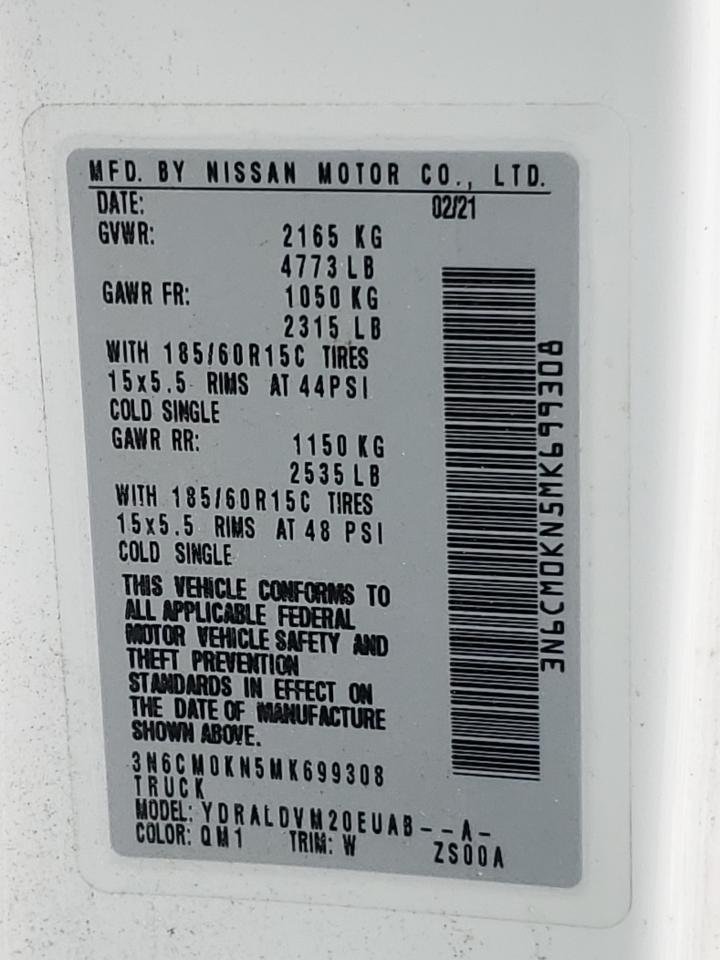 MFD. BY NISSAN MOTOR CO., LTD.
DATE: 02/21
GVWR: 2165 KG
4773 LB
GAWR FR: 1050 KG
2315 LB
WITH 185/60R15C TIRES
15x5.5 RIMS AT 44PSI
COLD SINGLE
GAWR RR: 1150 KG
2535 LB
WITH 185/60R15C TIRES
15x5.5 RIMS AT 48 PSI
COLD SINGLE
THIS VEHICLE CONFORMS TO
ALL APPLICABLE FEDERAL
MOTOR VEHICLE SAFETY AND
THEFT PREVENTION
STANDARDS IN EFFECT ON
THE DATE OF MANUFACTURE
SHOWN ABOVE.
3N6CM0KN5MK699308
TRUCK
MODEL: YDRALDVM20EUAB--A-
COLOR: QM1 TRIM: W ZS00A
3N6CM0KN5MK699308